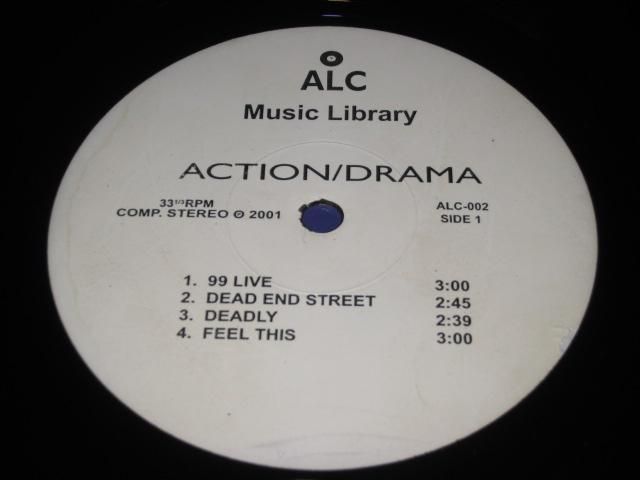 ALC
Music Library
ACTION/DRAMA
33 1/3 RPM
COMP. STEREO ℗ 2001
ALC-002
SIDE 1
1. 99 LIVE 3:00
2. DEAD END STREET 2:45
3. DEADLY 2:39
4. FEEL THIS 3:00